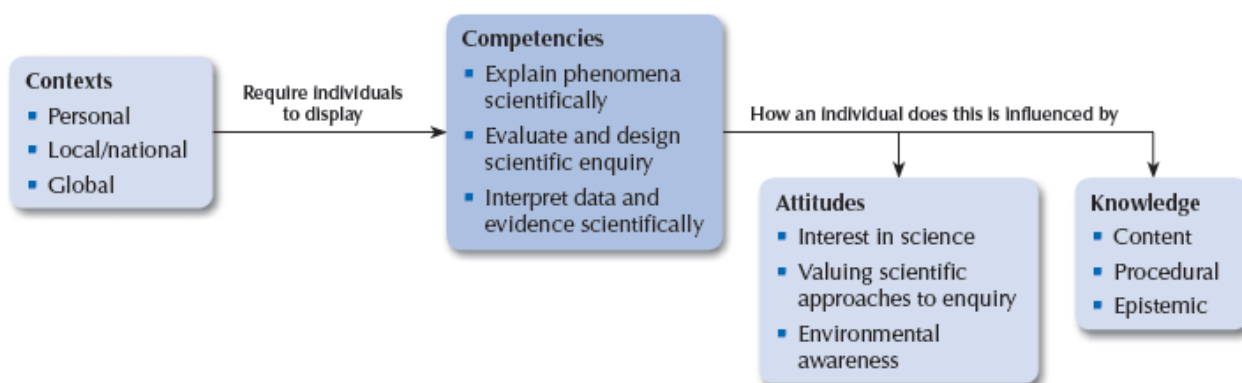 Contexts
▪ Personal
▪ Local/national
▪ Global
Require individuals
to display
Competencies
▪ Explain phenomena
scientifically
▪ Evaluate and design
scientific enquiry
▪ Interpret data and
evidence scientifically
How an individual does this is influenced by
Attitudes
▪ Interest in science
▪ Valuing scientific
approaches to enquiry
▪ Environmental
awareness
Knowledge
▪ Content
▪ Procedural
▪ Epistemic